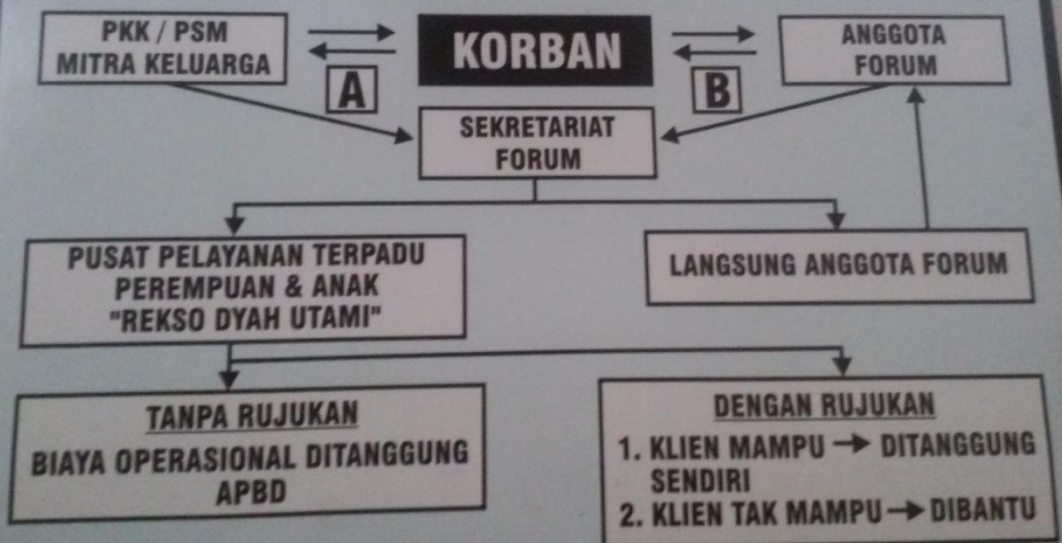 PKK / PSM
MITRA KELUARGA
KORBAN
ANGGOTA
FORUM
A
B
SEKRETARIAT
FORUM
PUSAT PELAYANAN TERPADU
PEREMPUAN & ANAK
"REKSO DYAH UTAMI"
LANGSUNG ANGGOTA FORUM
TANPA RUJUKAN
BIAYA OPERASIONAL DITANGGUNG
APBD
DENGAN RUJUKAN
1. KLIEN MAMPU → DITANGGUNG
SENDIRI
2. KLIEN TAK MAMPU → DIBANTU